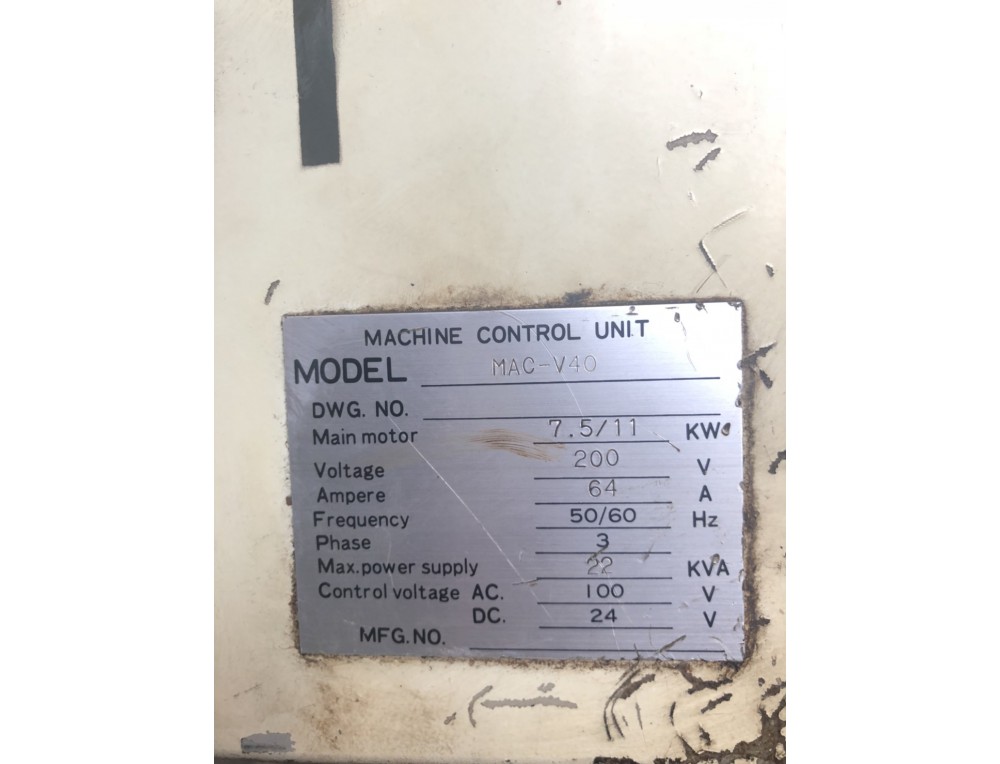 MACHINE CONTROL UNIT
MODEL MAC-V40
DWG. NO.
Main motor 7.5/11 KW
Voltage 200 V
Ampere 64 A
Frequency 50/60 Hz
Phase 3
Max.power supply 22 KVA
Control voltage AC. 100 V
DC. 24 V
MFG.NO.